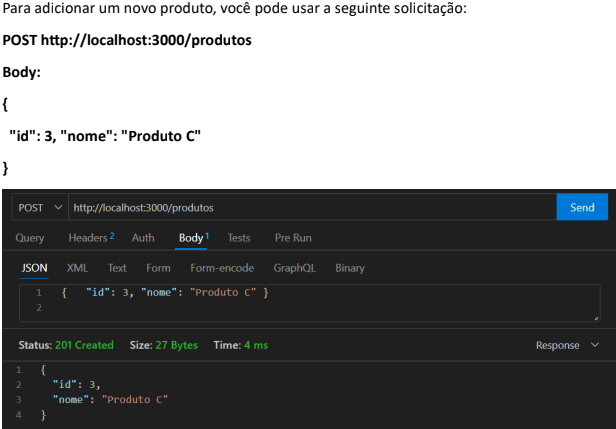 Para adicionar um novo produto, você pode usar a seguinte solicitação:
POST http://localhost:3000/produtos
Body:
{
"id": 3, "nome": "Produto C"
}
POST http://localhost:3000/produtos Send
Query Headers 2 Auth Body 1 Tests Pre Run
JSON XML Text Form Form-encode GraphQL Binary
1 { "id": 3, "nome": "Produto C" }
2
Status: 201 Created Size: 27 Bytes Time: 4 ms Response
1 {
2 "id": 3,
3 "nome": "Produto C"
4 }